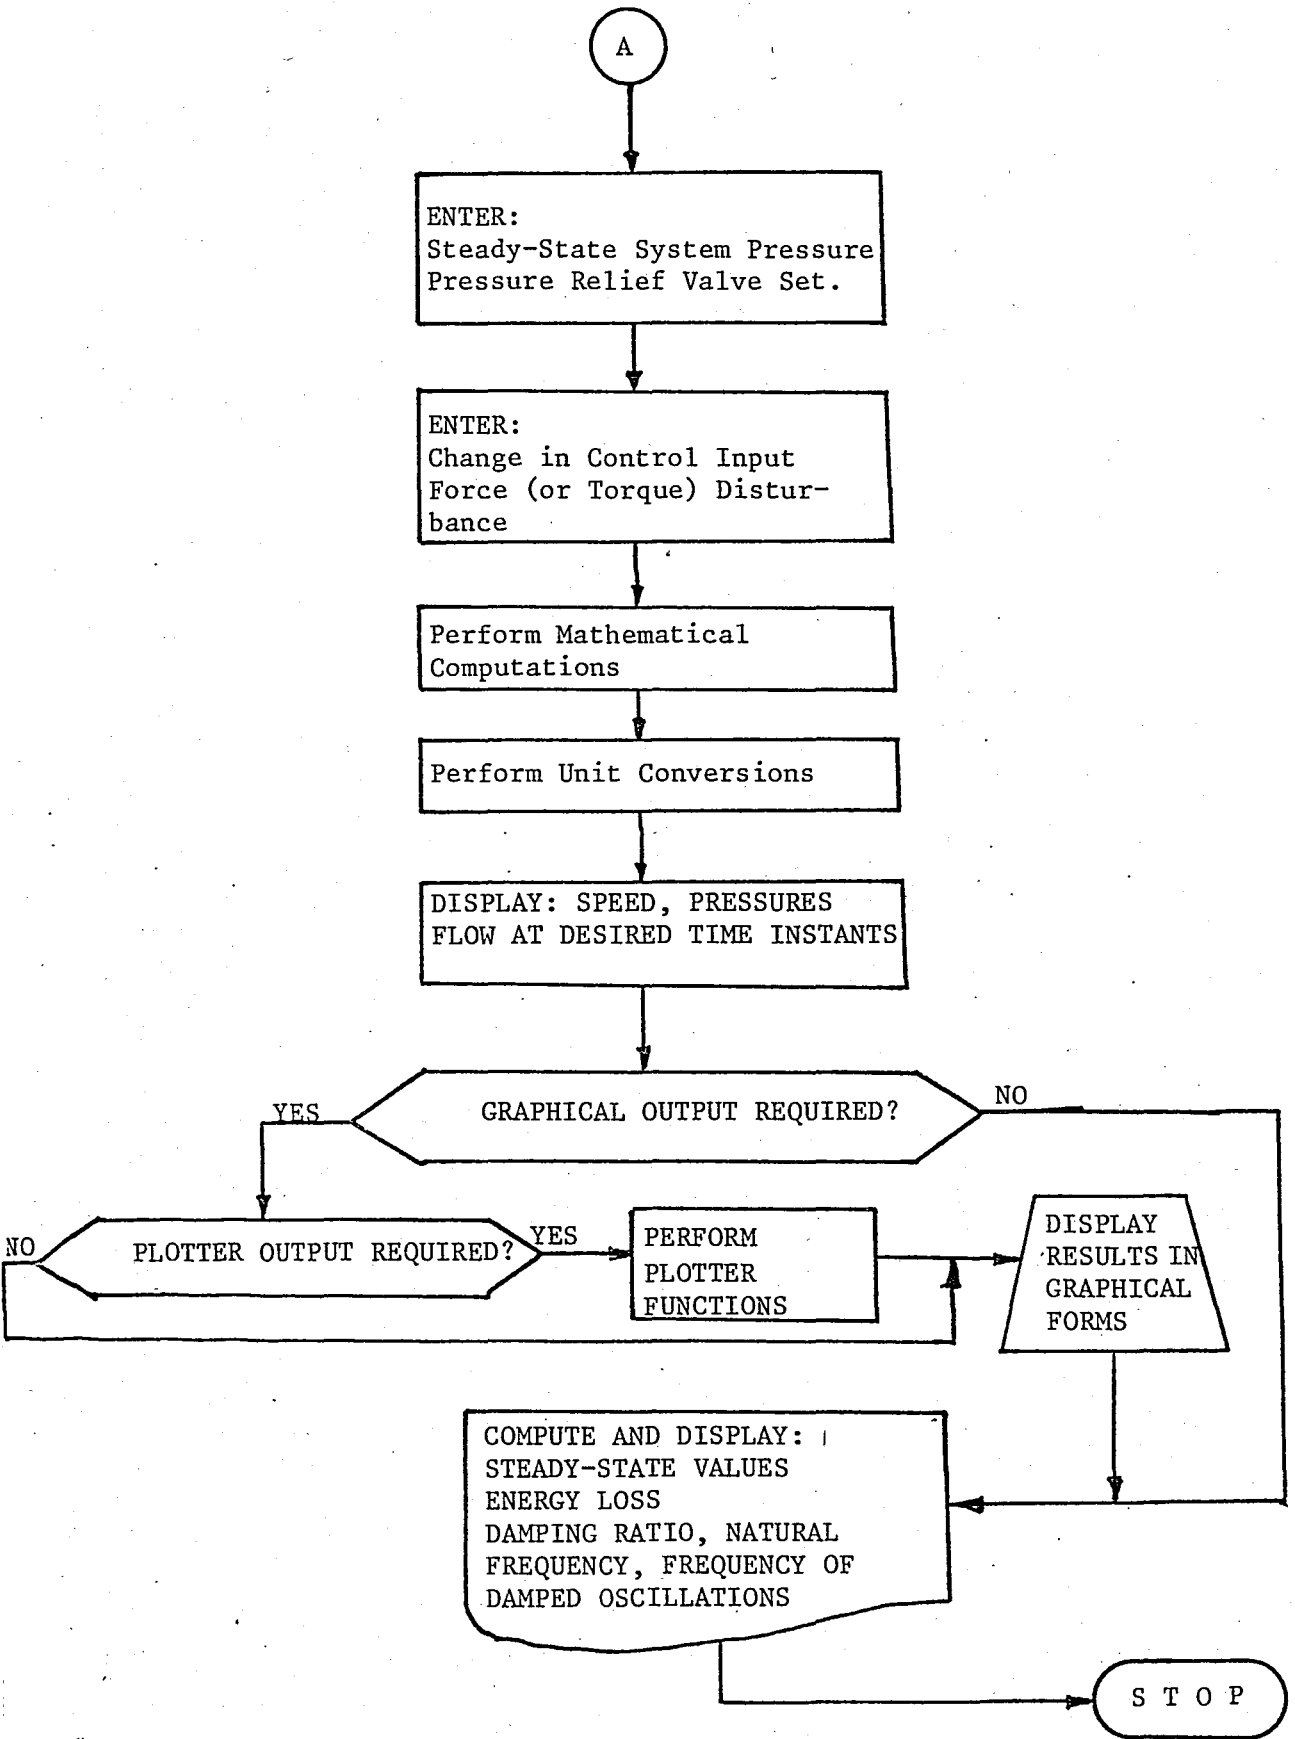 A
ENTER:
Steady-State System Pressure
Pressure Relief Valve Set.
ENTER:
Change in Control Input
Force (or Torque) Distur-
bance
Perform Mathematical
Computations
Perform Unit Conversions
DISPLAY: SPEED, PRESSURES
FLOW AT DESIRED TIME INSTANTS
GRAPHICAL OUTPUT REQUIRED?
YES
NO
PLOTTER OUTPUT REQUIRED?
NO
YES
PERFORM
PLOTTER
FUNCTIONS
DISPLAY
RESULTS IN
GRAPHICAL
FORMS
COMPUTE AND DISPLAY:
STEADY-STATE VALUES
ENERGY LOSS
DAMPING RATIO, NATURAL
FREQUENCY, FREQUENCY OF
DAMPED OSCILLATIONS
S T O P